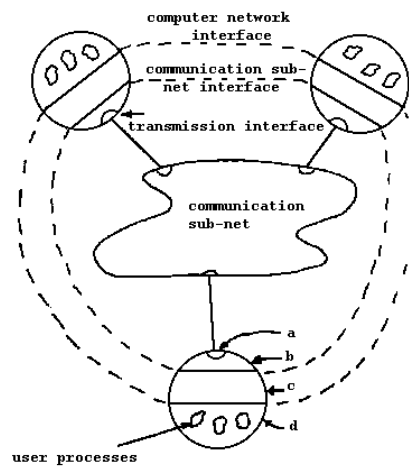 computer network
interface
communication sub-
net interface
transmission interface
communication
sub-net
a
b
c
d
user processes